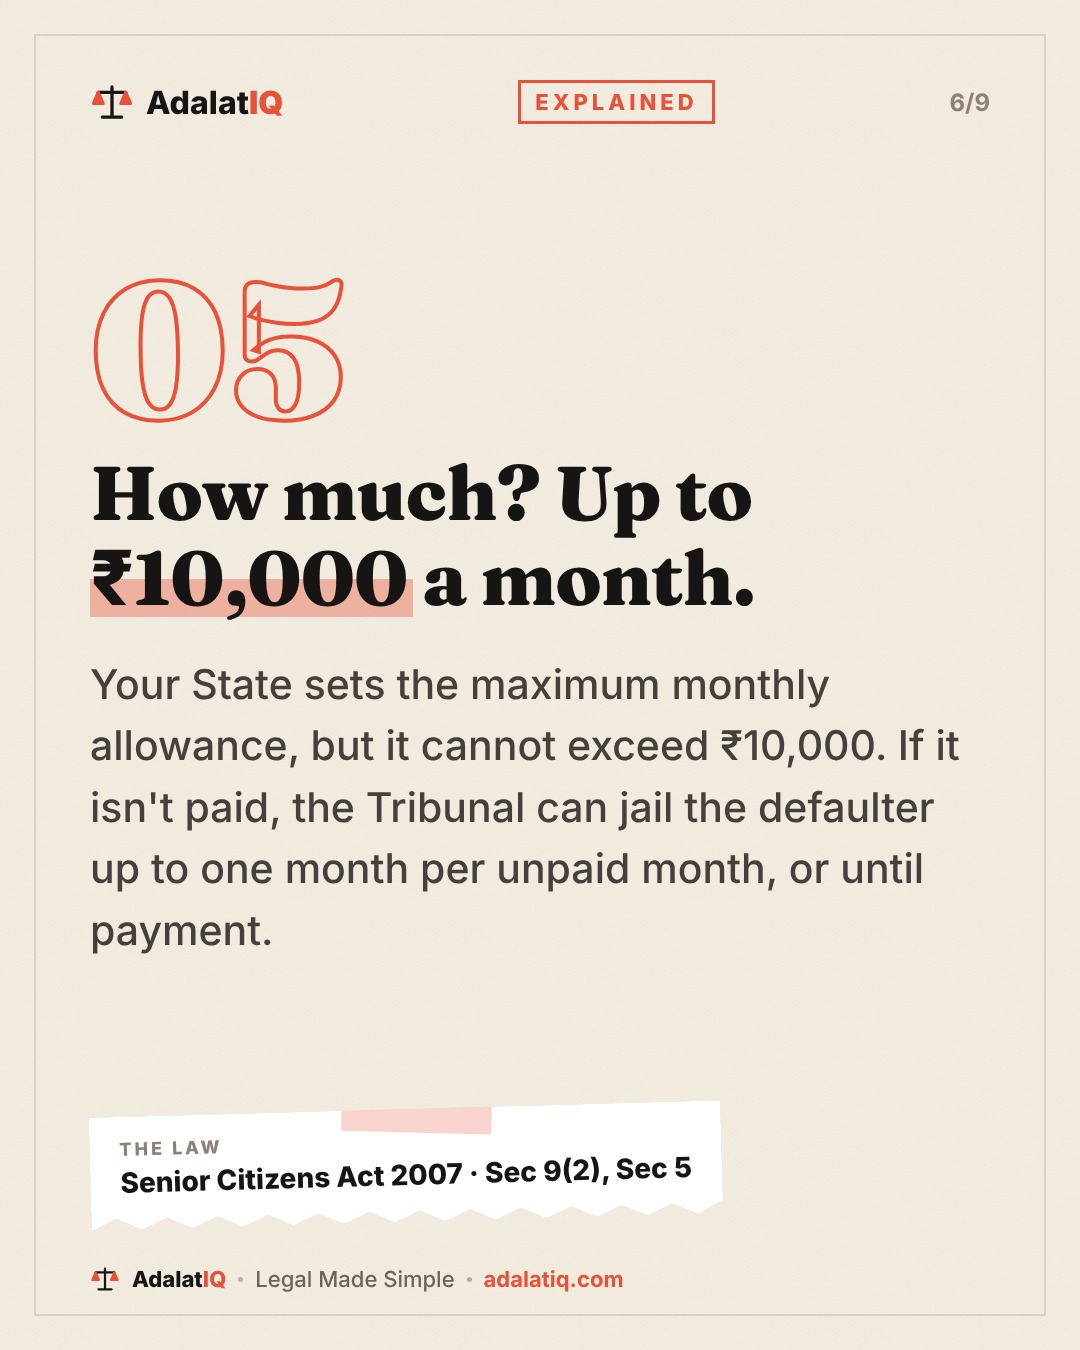 AdalatIQ
EXPLAINED
6/9
05
How much? Up to
₹10,000 a month.
Your State sets the maximum monthly
allowance, but it cannot exceed ₹10,000. If it
isn't paid, the Tribunal can jail the defaulter
up to one month per unpaid month, or until
payment.
THE LAW
Senior Citizens Act 2007 · Sec 9(2), Sec 5
AdalatIQ • Legal Made Simple • adalatiq.com